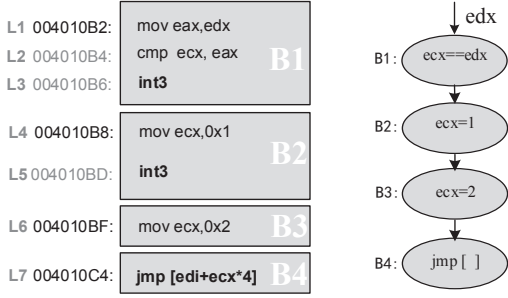 L1 004010B2: mov eax,edx
L2 004010B4: cmp ecx, eax
L3 004010B6: int3
B1
L4 004010B8: mov ecx,0x1
L5 004010BD: int3
B2
L6 004010BF: mov ecx,0x2 B3
L7 004010C4: jmp [edi+ecx*4] B4
edx
B1: ecx==edx
B2: ecx=1
B3: ecx=2
B4: jmp [ ]